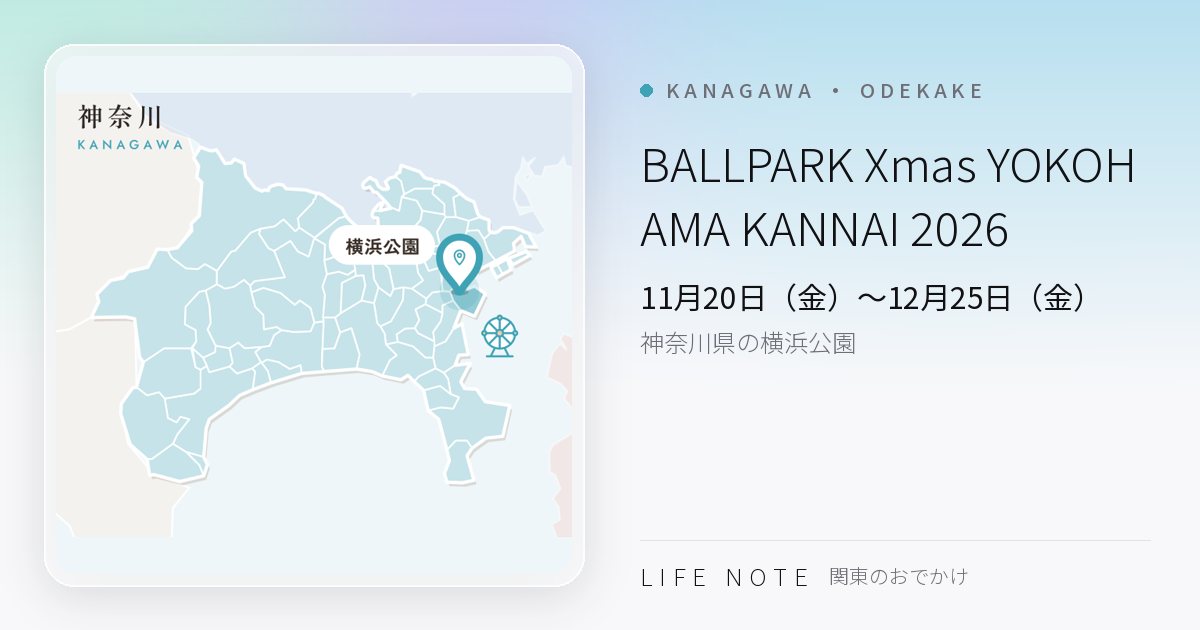 神奈川
KANAGAWA
横浜公園
KANAGAWA • ODEKAKE
BALLPARK Xmas YOKOH
AMA KANNAI 2026
11月20日（金）〜12月25日（金）
神奈川県の横浜公園
LIFE NOTE 関東のおでかけ